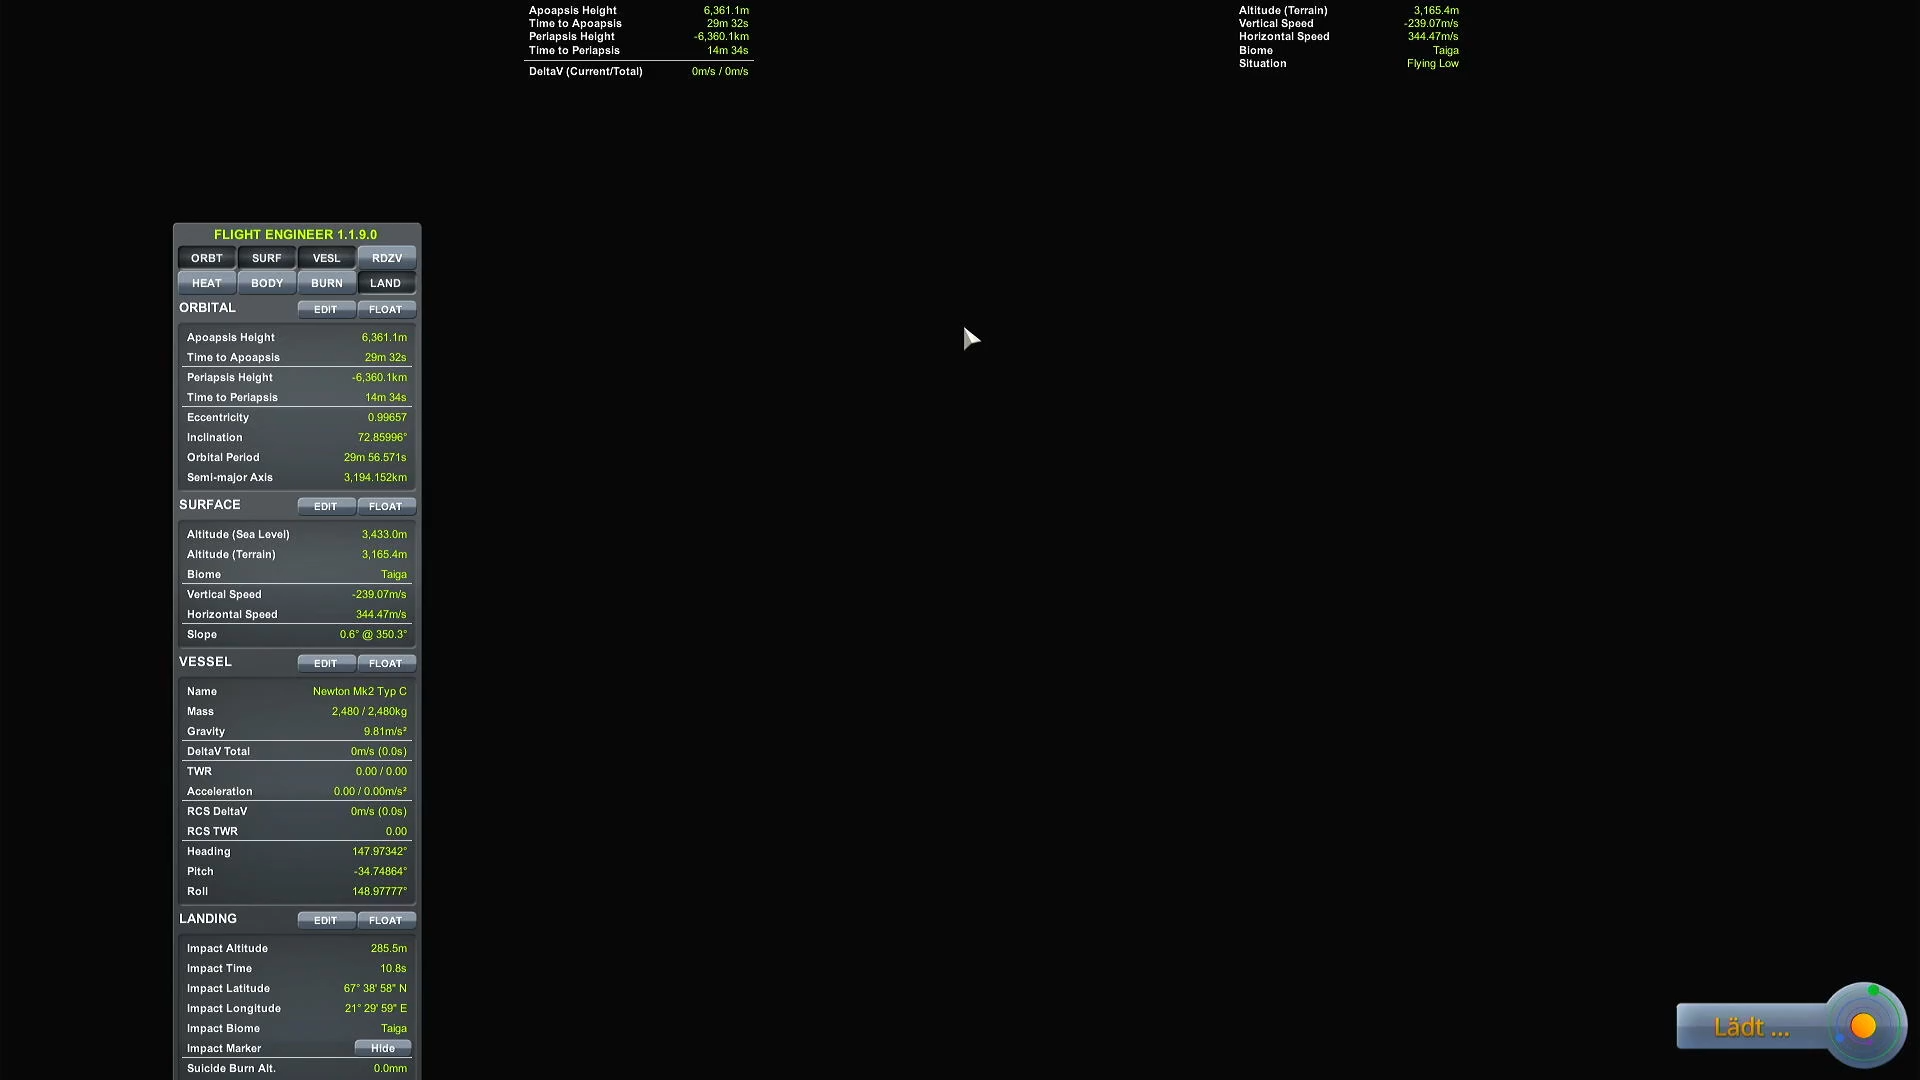 Apoapsis Height 6,361.1m
Time to Apoapsis 29m 32s
Periapsis Height -6,360.1km
Time to Periapsis 14m 34s
DeltaV (Current/Total) 0m/s / 0m/s
Altitude (Terrain) 3,165.4m
Vertical Speed -239.07m/s
Horizontal Speed 344.47m/s
Biome Taiga
Situation Flying Low
FLIGHT ENGINEER 1.1.9.0
ORBT SURF VESL RDZV
HEAT BODY BURN LAND
ORBITAL EDIT FLOAT
Apoapsis Height 6,361.1m
Time to Apoapsis 29m 32s
Periapsis Height -6,360.1km
Time to Periapsis 14m 34s
Eccentricity 0.99657
Inclination 72.85996°
Orbital Period 29m 56.571s
Semi-major Axis 3,194.152km
SURFACE EDIT FLOAT
Altitude (Sea Level) 3,433.0m
Altitude (Terrain) 3,165.4m
Biome Taiga
Vertical Speed -239.07m/s
Horizontal Speed 344.47m/s
Slope 0.6° @ 350.3°
VESSEL EDIT FLOAT
Name Newton Mk2 Typ C
Mass 2,480 / 2,480kg
Gravity 9.81m/s²
DeltaV Total 0m/s (0.0s)
TWR 0.00 / 0.00
Acceleration 0.00 / 0.00m/s²
RCS DeltaV 0m/s (0.0s)
RCS TWR 0.00
Heading 147.97342°
Pitch -34.74864°
Roll 148.97777°
LANDING EDIT FLOAT
Impact Altitude 285.5m
Impact Time 10.8s
Impact Latitude 67° 38' 58" N
Impact Longitude 21° 29' 59" E
Impact Biome Taiga
Impact Marker Hide
Suicide Burn Alt. 0.0mm
Lädt ...